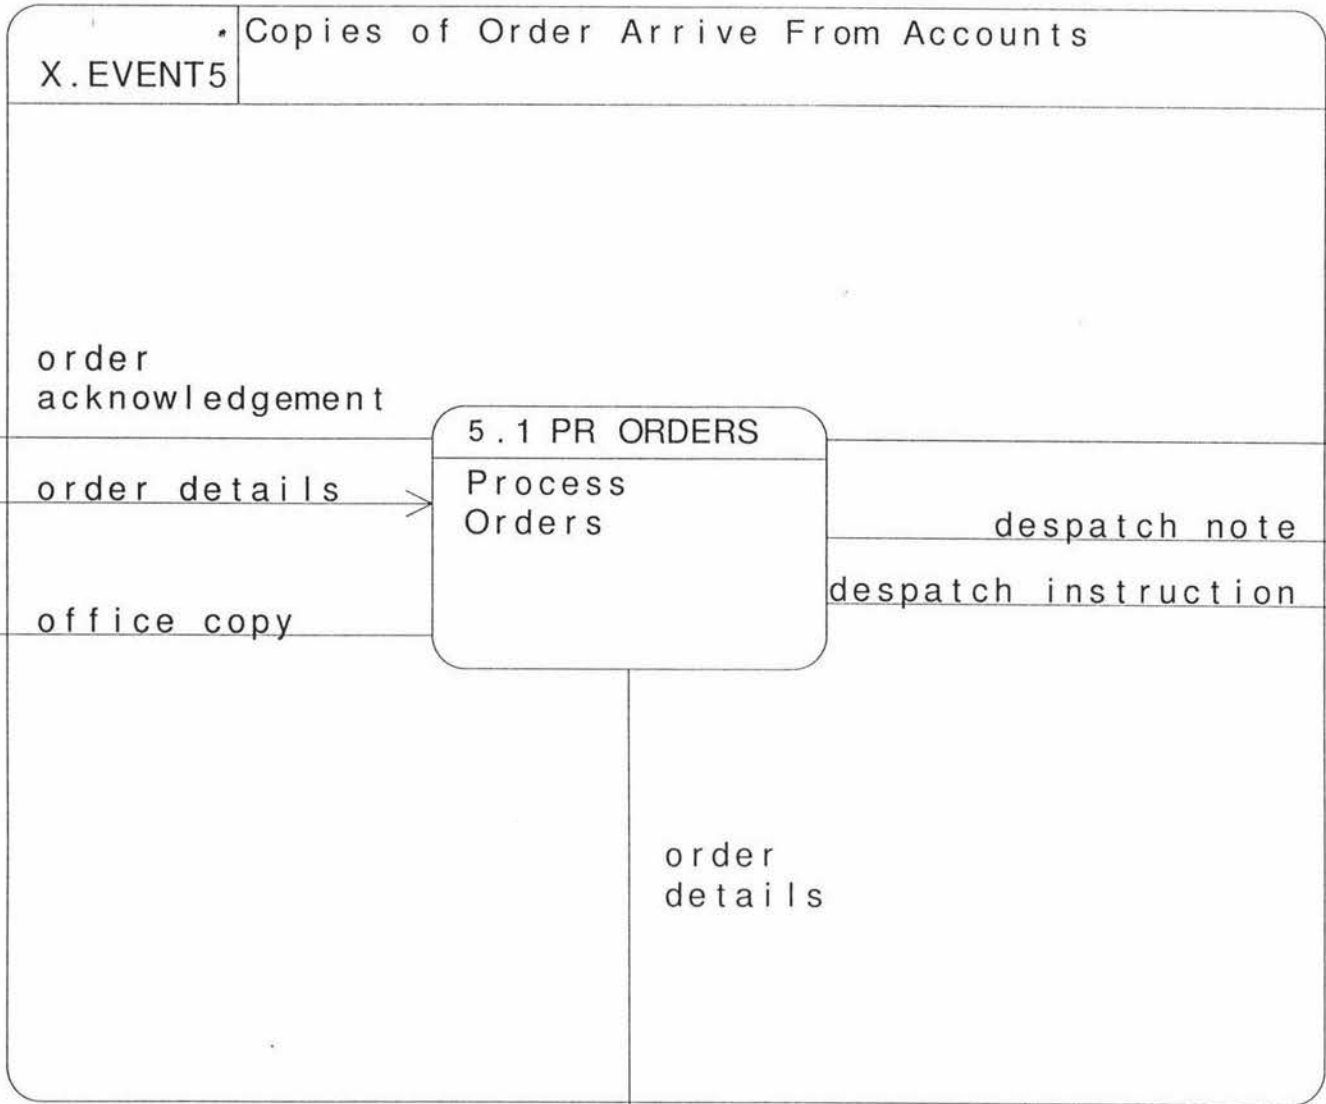 Copies of Order Arrive From Accounts
X.EVENT5
order
acknowledgement
5.1 PR ORDERS
order details
Process
Orders
despatch note
despatch instruction
office copy
order
details